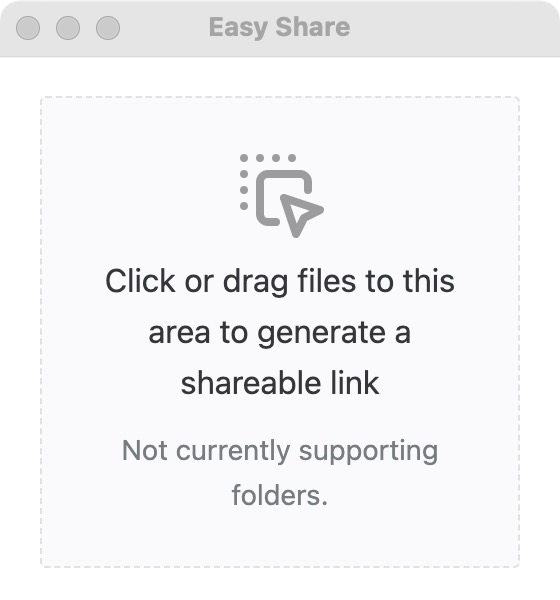 Easy Share
Click or drag files to this
area to generate a
shareable link
Not currently supporting
folders.